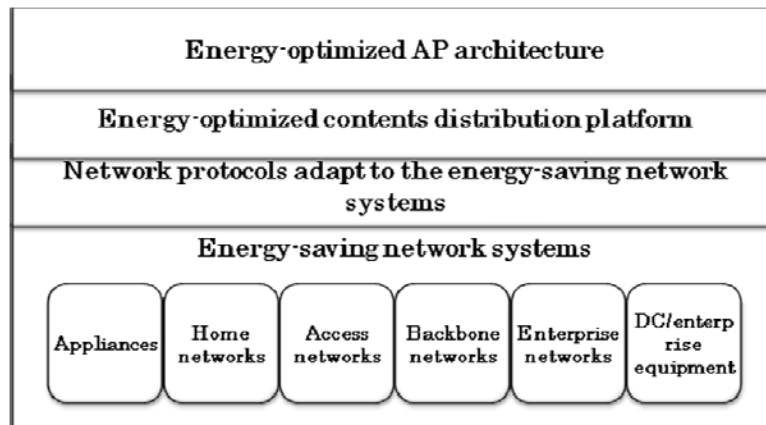 Energy-optimized AP architecture
Energy-optimized contents distribution platform
Network protocols adapt to the energy-saving network
systems
Energy-saving network systems
Appliances
Home
networks
Access
networks
Backbone
networks
Enterprise
networks
DC/enterp
rise
equipment